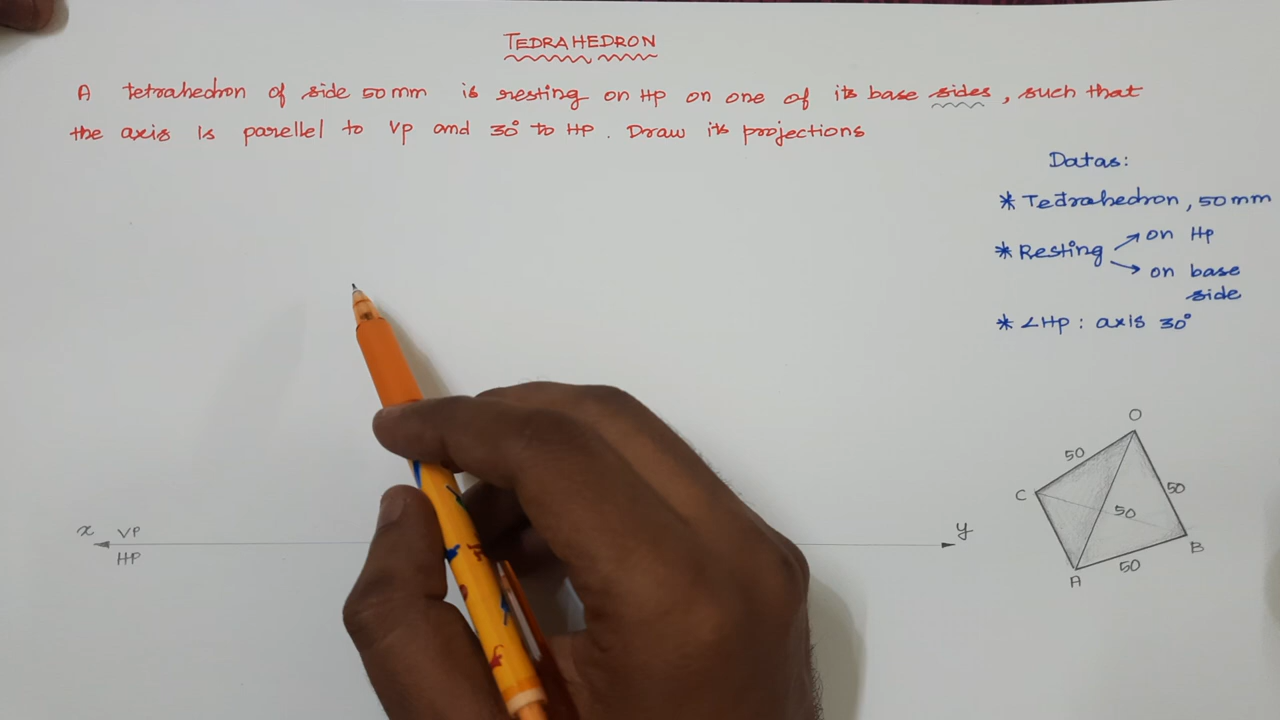 TEDRAHEDRON
A tetrahedron of side 50 mm is resting on HP on one of its base sides, such that
the axis is parellel to Vp and 30° to HP. Draw its projections
Datas:
* Tedrahedron, 50 mm
* Resting → on Hp
→ on base
side
* ∠Hp : axis 30°
O
50
C
50
50
B
50
A
x VP
HP
y